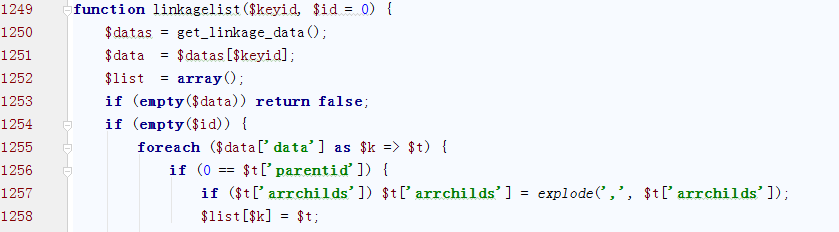 1249 function linkagelist($keyid, $id = 0) {
1250 $datas = get_linkage_data();
1251 $data = $datas[$keyid];
1252 $list = array();
1253 if (empty($data)) return false;
1254 if (empty($id)) {
1255 foreach ($data['data'] as $k => $t) {
1256 if (0 == $t['parentid']) {
1257 if ($t['arrchilds']) $t['arrchilds'] = explode(',', $t['arrchilds']);
1258 $list[$k] = $t;